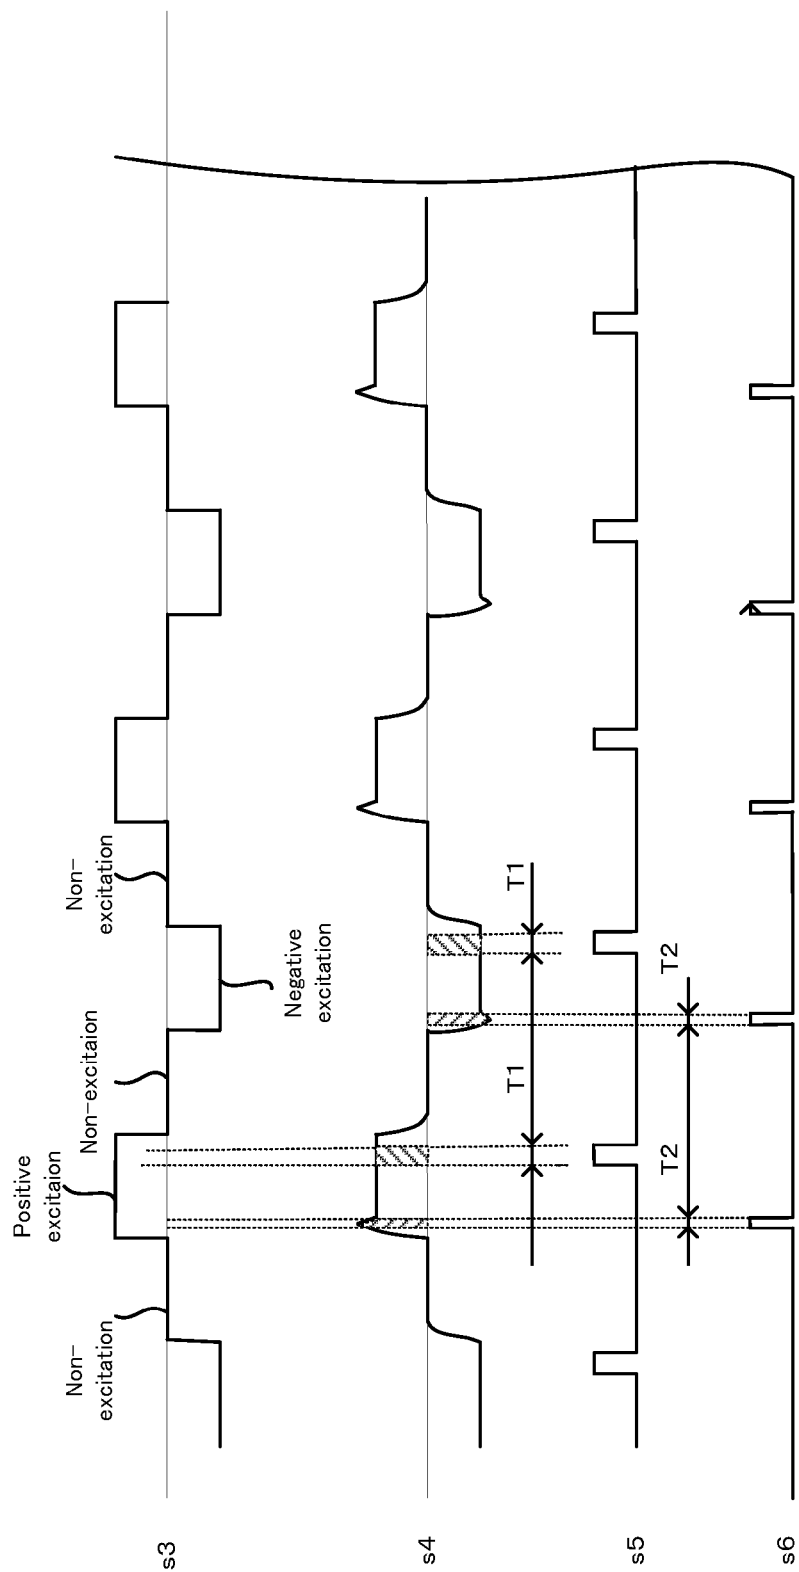 Positive
excitaion
Non-
excitation
Non-excitaion
Non-
excitation
s3
Negative
excitation
s4
T1
T1
s5
T2
T2
s6